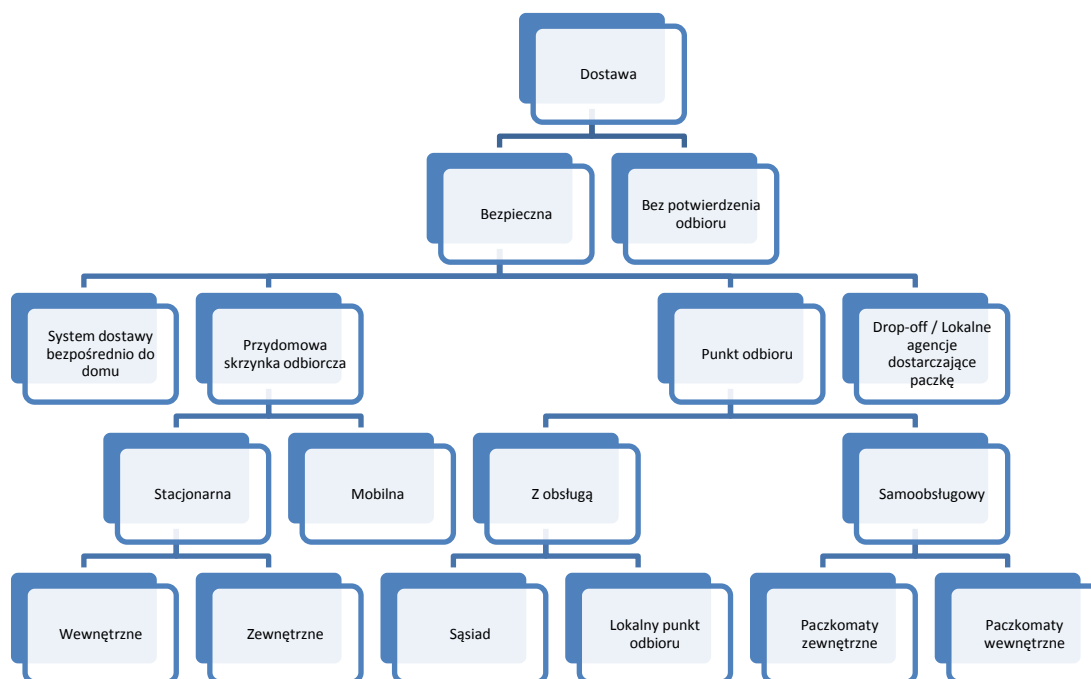 Dostawa
Bezpieczna
Bez potwierdzenia
odbioru
System dostawy
bezpośrednio do
domu
Przydomowa
skrzynka odbiorcza
Punkt odbioru
Drop-off / Lokalne
agencje
dostarczające
paczkę
Stacjonarna
Mobilna
Z obsługą
Samoobsługowy
Wewnętrzne
Zewnętrzne
Sąsiad
Lokalny punkt
odbioru
Paczkomaty
zewnętrzne
Paczkomaty
wewnętrzne